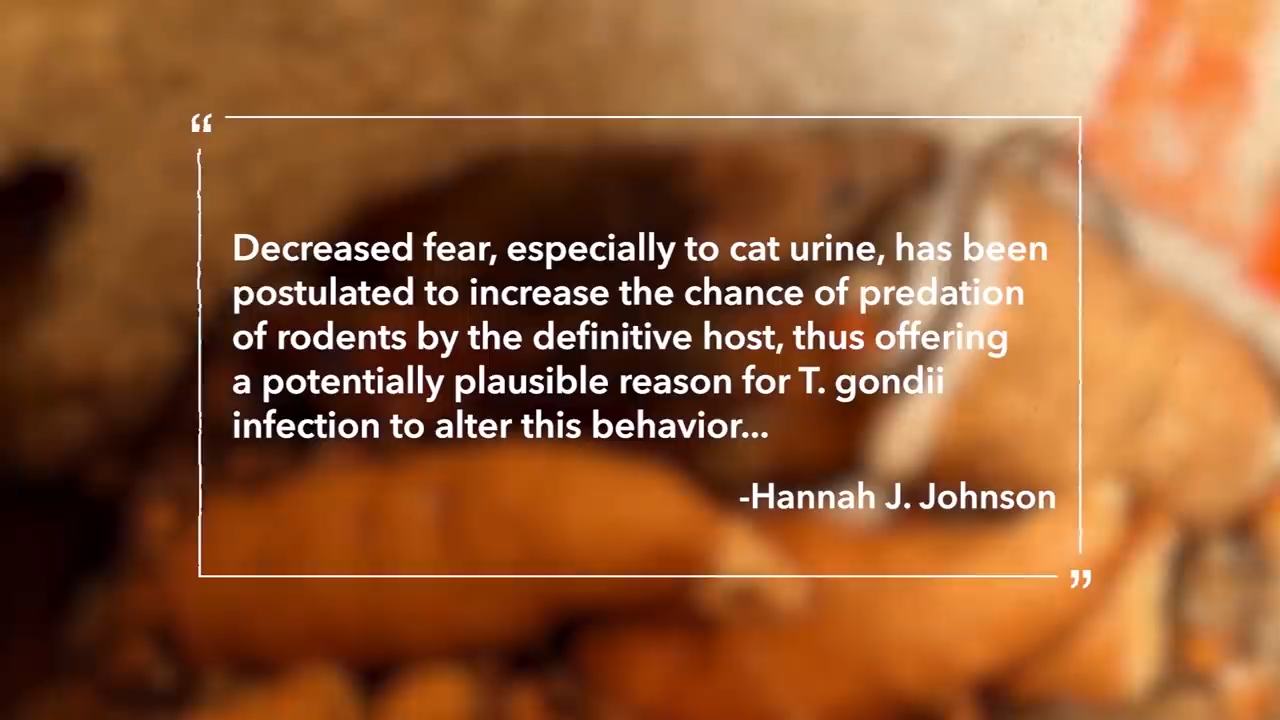 “
Decreased fear, especially to cat urine, has been
postulated to increase the chance of predation
of rodents by the definitive host, thus offering
a potentially plausible reason for T. gondii
infection to alter this behavior...
-Hannah J. Johnson
”